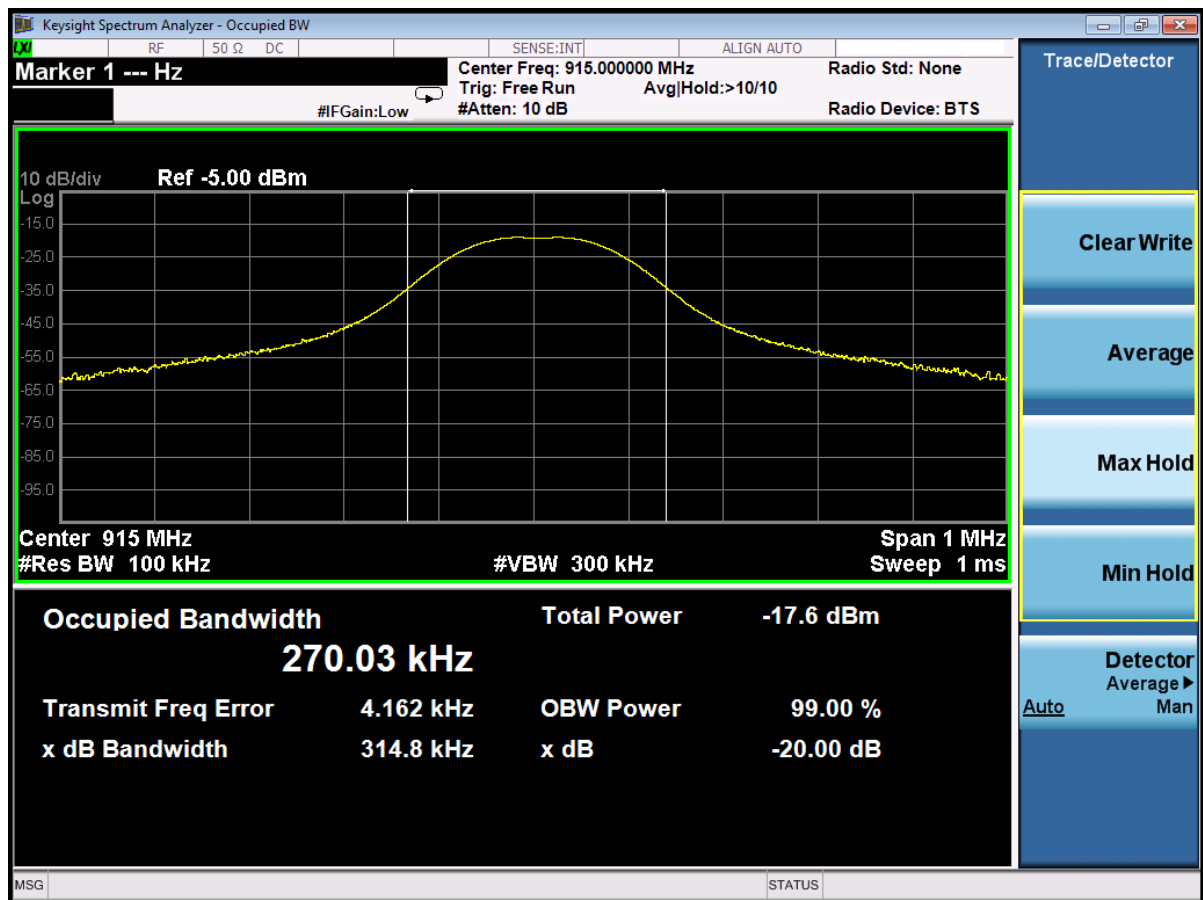 Keysight Spectrum Analyzer - Occupied BW
LXI RF 50 Ω DC SENSE:INT ALIGN AUTO
Marker 1 --- Hz
Center Freq: 915.000000 MHz Radio Std: None
Trig: Free Run Avg|Hold:>10/10
#IFGain:Low #Atten: 10 dB Radio Device: BTS
10 dB/div Ref -5.00 dBm
Log
-15.0
-25.0
-35.0
-45.0
-55.0
-65.0
-75.0
-85.0
-95.0
Center 915 MHz Span 1 MHz
#Res BW 100 kHz #VBW 300 kHz Sweep 1 ms
Occupied Bandwidth Total Power -17.6 dBm
270.03 kHz
Transmit Freq Error 4.162 kHz OBW Power 99.00 %
x dB Bandwidth 314.8 kHz x dB -20.00 dB
MSG STATUS
Trace/Detector
Clear Write
Average
Max Hold
Min Hold
Detector
Average▶
Auto Man